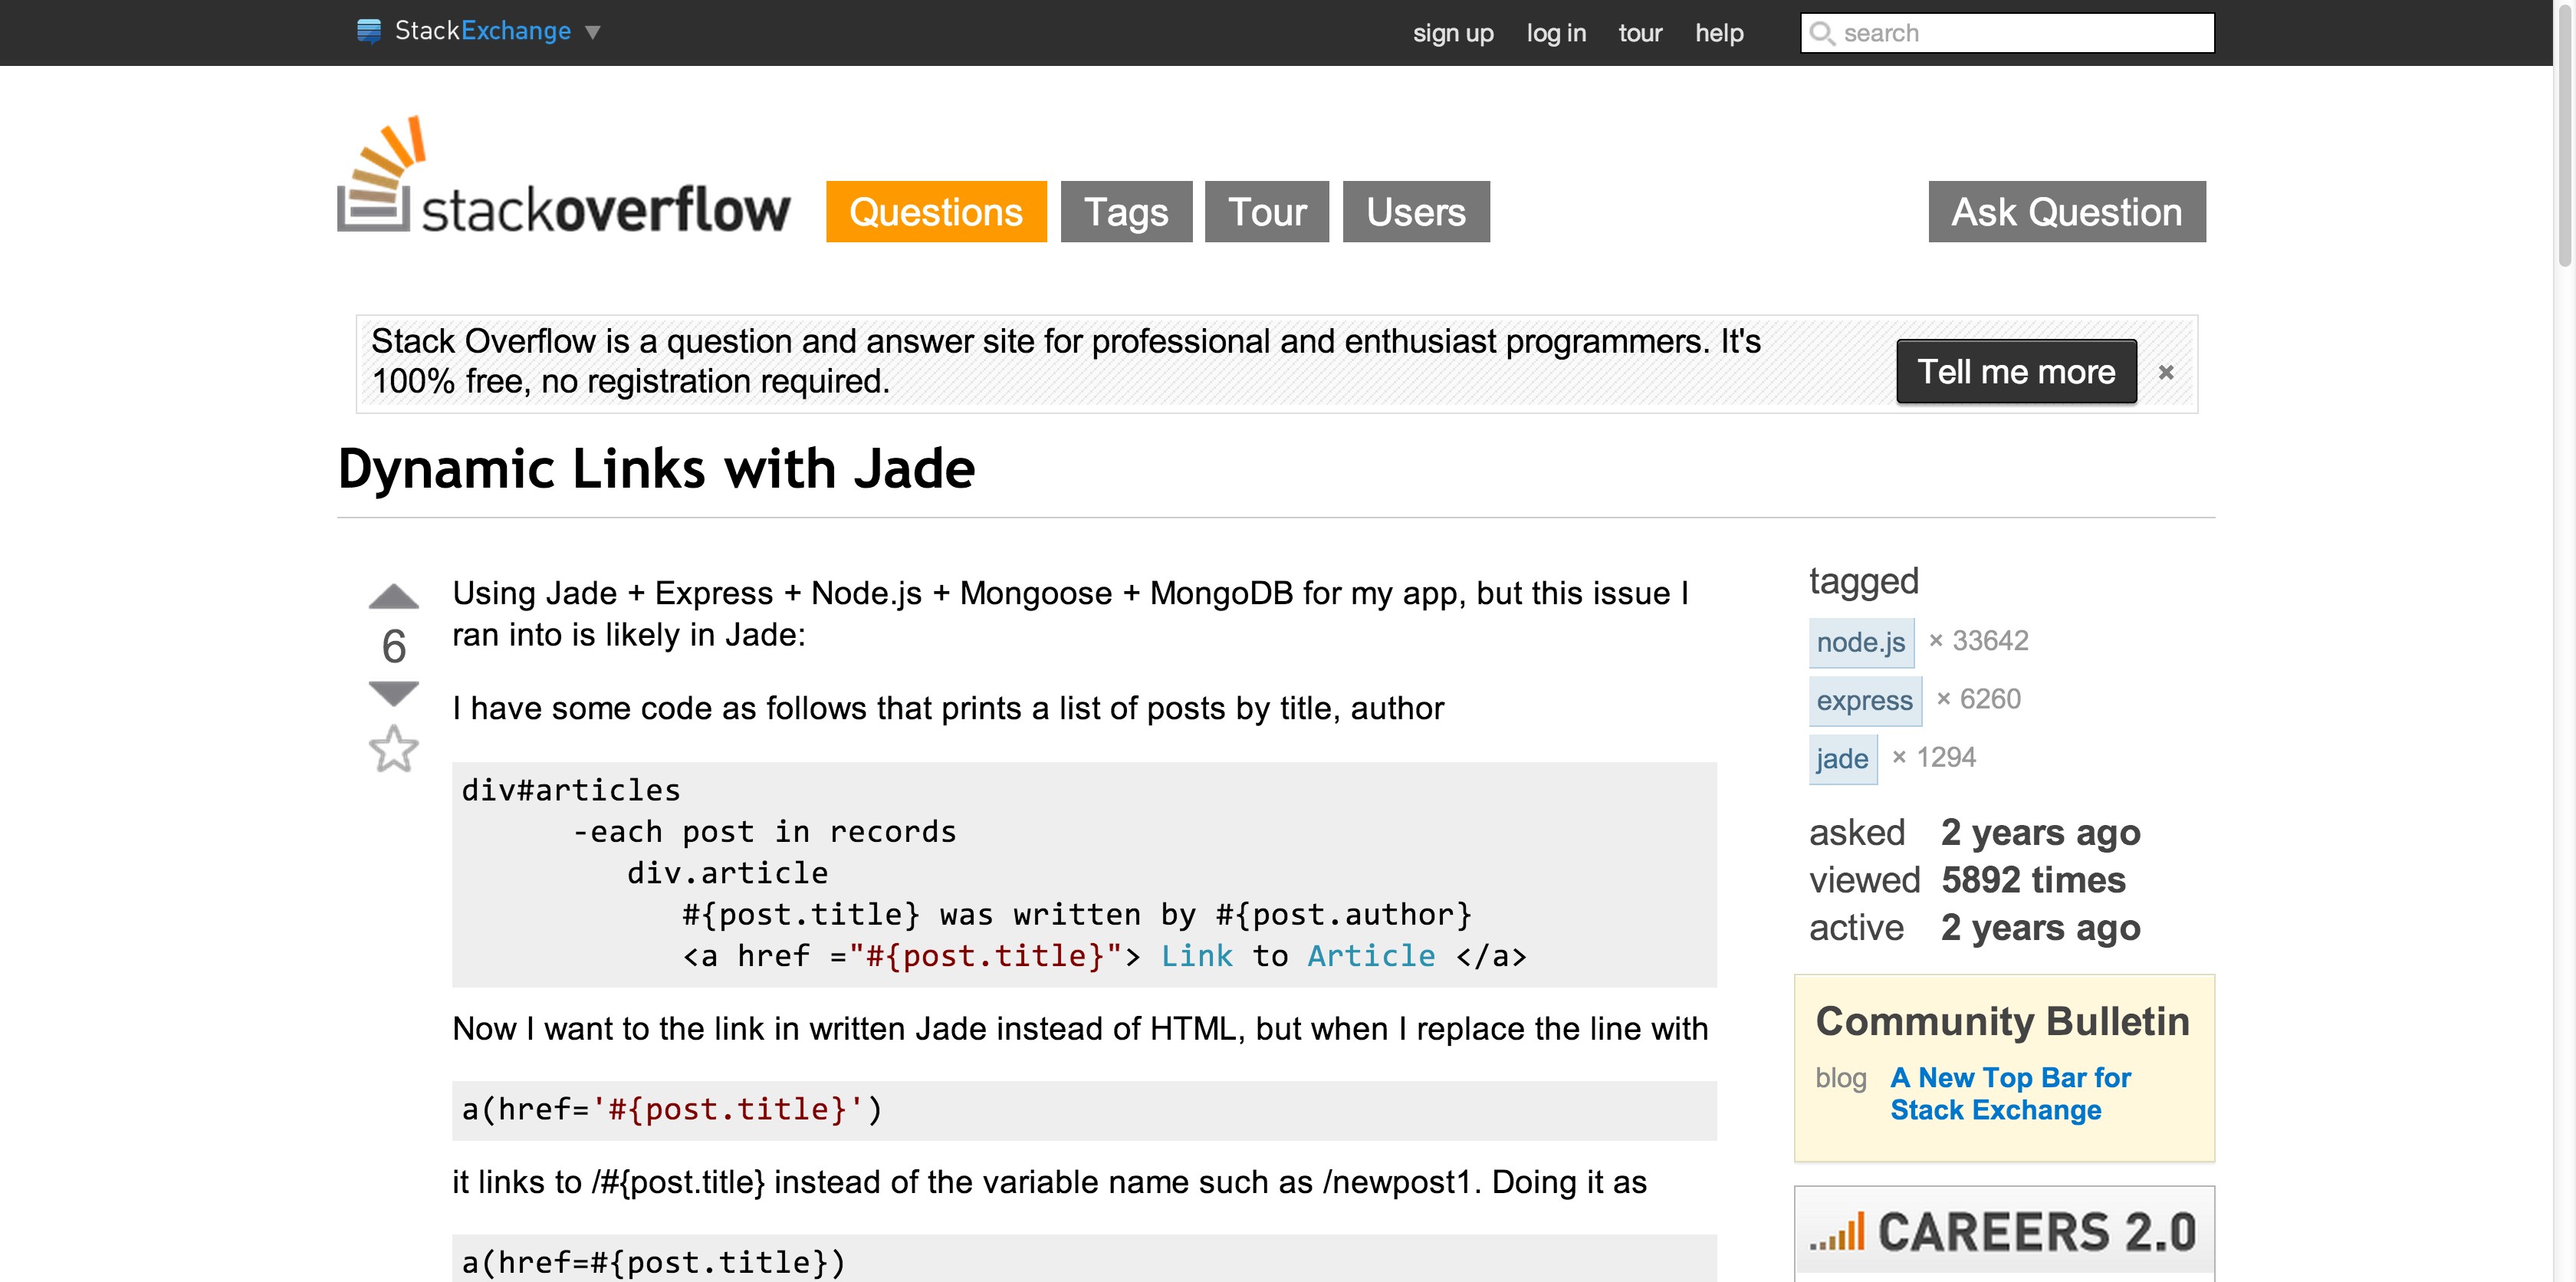 StackExchange ▼
sign up log in tour help search
stackoverflow
Questions Tags Tour Users Ask Question
Stack Overflow is a question and answer site for professional and enthusiast programmers. It's
100% free, no registration required.
Tell me more ×
Dynamic Links with Jade
6
Using Jade + Express + Node.js + Mongoose + MongoDB for my app, but this issue I
ran into is likely in Jade:
I have some code as follows that prints a list of posts by title, author
div#articles
      -each post in records
         div.article
            #{post.title} was written by #{post.author}
            <a href ="#{post.title}"> Link to Article </a>
Now I want to the link in written Jade instead of HTML, but when I replace the line with
a(href='#{post.title}')
it links to /#{post.title} instead of the variable name such as /newpost1. Doing it as
a(href=#{post.title})
tagged
node.js × 33642
express × 6260
jade × 1294
asked 2 years ago
viewed 5892 times
active 2 years ago
Community Bulletin
blog A New Top Bar for
Stack Exchange
CAREERS 2.0